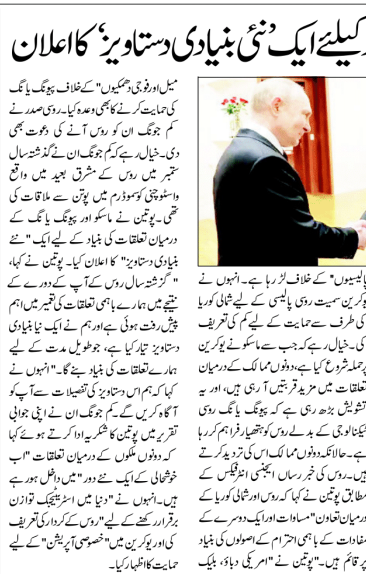 کیلئے ایک ’نئی بنیادی دستاویز‘ کا اعلان
پالیسیوں" کے خلاف لڑ رہا ہے۔ انہوں نے
یوکرین سمیت روسی پالیسی کے لیے شمالی کوریا
کی طرف سے حمایت کے لیے کم کی تعریف
کی۔ خیال رہے کہ جب سے ماسکو نے یوکرین
پر حملہ شروع کیا ہے، دونوں ممالک کے درمیان
تعلقات میں مزید قربتیں آ رہی ہیں، اور یہ
تشویش بڑھ رہی ہے کہ پیونگ یانگ روسی
ٹیکنالوجی کے بدلے روس کو ہتھیار فراہم کر رہا
ہے۔ حالانکہ دونوں ممالک اس کی تردید کرتے
ہیں۔ روس کی خبر رساں ایجنسی انٹرفیکس کے
مطابق پوتین نے کہا کہ روس اور شمالی کوریا کے
درمیان تعاون "مساوات اور ایک دوسرے کے
مفادات کے باہمی احترام کے اصولوں کی بنیاد
پر قائم ہیں۔" پوتین نے "امریکی دباؤ، بلیک
میل اور فوجی دھمکیوں" کے خلاف پیونگ یانگ
کی حمایت کرنے کا بھی وعدہ کیا۔ روسی صدر نے
کم جونگ ان کو روس آنے کی دعوت بھی
دی۔ خیال رہے کہ کم جونگ ان نے گذشتہ سال
ستمبر میں روس کے مشرق بعید میں واقع
واسٹوچنی کوسموڈرم میں پوتن سے ملاقات کی
تھی۔ پوتین نے ماسکو اور پیونگ یانگ کے
درمیان تعلقات کی بنیاد کے لیے ایک "نئے
بنیادی دستاویز" کا اعلان کیا۔ پوتین نے کہا،
"گزشتہ سال روس کے آپ کے دورے کے
نتیجے میں ہمارے باہمی تعلقات کی تعمیر میں اہم
پیش رفت ہوئی ہے اور ہم نے ایک نیا بنیادی
دستاویز تیار کیا ہے، جو طویل مدت کے لیے
ہمارے تعلقات کی بنیاد بنے گا۔" انہوں نے
کہا کہ ہم اس دستاویز کی تفصیلات سے آپ کو
آگاہ کریں گے۔ کم جونگ ان نے اپنی جوابی
تقریر میں پوتین کا شکریہ ادا کرتے ہوئے کہا
کہ دونوں ملکوں کے درمیان تعلقات "اب
خوشحالی کے ایک نئے دور" میں داخل ہو رہے
ہیں۔ انہوں نے "دنیا میں اسٹریٹیجک توازن
برقرار رکھنے کے لیے" روس کے کردار کی تعریف
کی اور یوکرین میں "خصوصی آپریشن" کے لیے
حمایت کا اظہار کیا۔